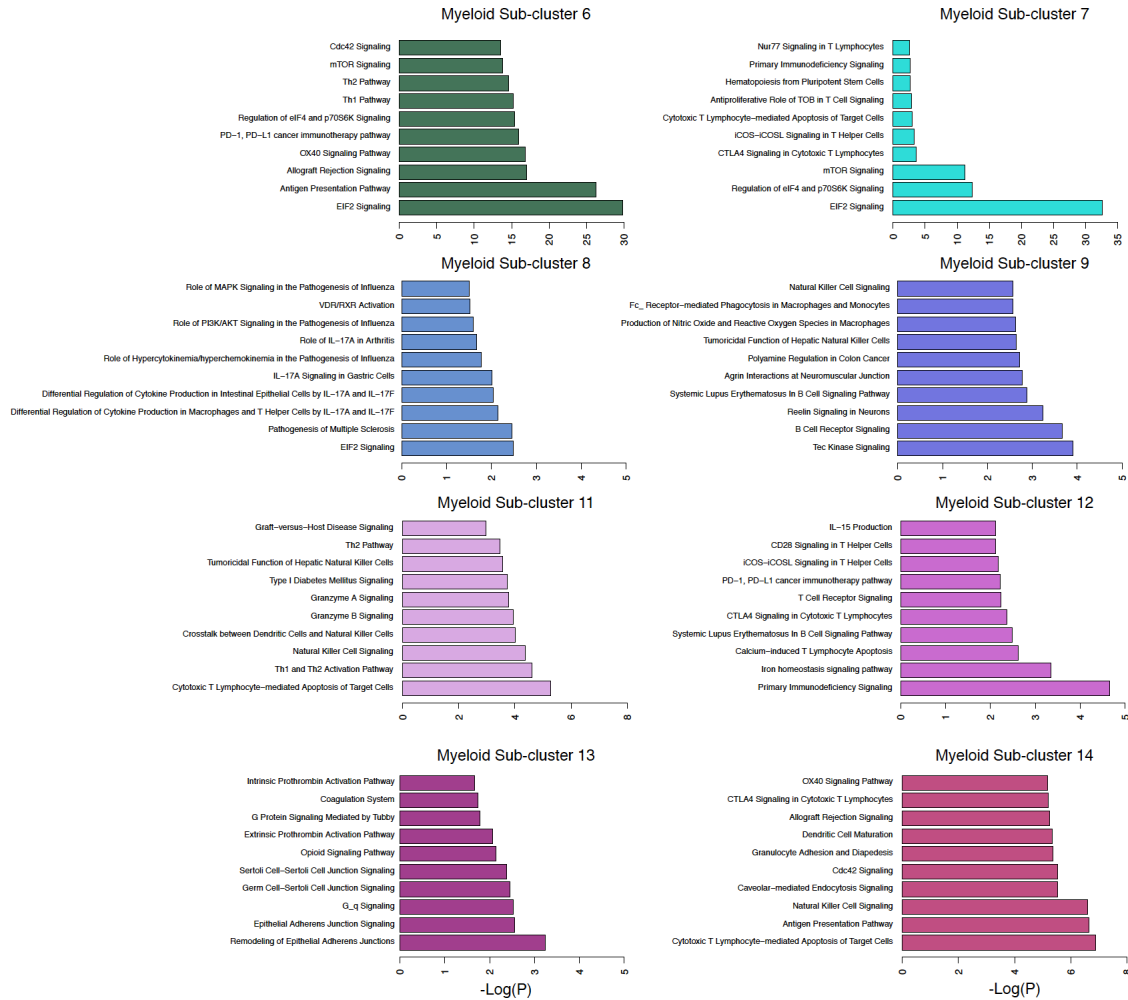 Myeloid Sub-cluster 6
Cdc42 Signaling
mTOR Signaling
Th2 Pathway
Th1 Pathway
Regulation of eIF4 and p70S6K Signaling
PD−1, PD−L1 cancer immunotherapy pathway
OX40 Signaling Pathway
Allograft Rejection Signaling
Antigen Presentation Pathway
EIF2 Signaling
0 5 10 15 20 25 30
Myeloid Sub-cluster 7
Nur77 Signaling in T Lymphocytes
Primary Immunodeficiency Signaling
Hematopoiesis from Pluripotent Stem Cells
Antiproliferative Role of TOB in T Cell Signaling
Cytotoxic T Lymphocyte−mediated Apoptosis of Target Cells
iCOS−iCOSL Signaling in T Helper Cells
CTLA4 Signaling in Cytotoxic T Lymphocytes
mTOR Signaling
Regulation of eIF4 and p70S6K Signaling
EIF2 Signaling
0 5 10 15 20 25 30 35
Myeloid Sub-cluster 8
Role of MAPK Signaling in the Pathogenesis of Influenza
VDR/RXR Activation
Role of PI3K/AKT Signaling in the Pathogenesis of Influenza
Role of IL−17A in Arthritis
Role of Hypercytokinemia/hyperchemokinemia in the Pathogenesis of Influenza
IL−17A Signaling in Gastric Cells
Differential Regulation of Cytokine Production in Intestinal Epithelial Cells by IL−17A and IL−17F
Differential Regulation of Cytokine Production in Macrophages and T Helper Cells by IL−17A and IL−17F
Pathogenesis of Multiple Sclerosis
EIF2 Signaling
0 1 2 3 4 5
Myeloid Sub-cluster 9
Natural Killer Cell Signaling
Fc_ Receptor−mediated Phagocytosis in Macrophages and Monocytes
Production of Nitric Oxide and Reactive Oxygen Species in Macrophages
Tumoricidal Function of Hepatic Natural Killer Cells
Polyamine Regulation in Colon Cancer
Agrin Interactions at Neuromuscular Junction
Systemic Lupus Erythematosus In B Cell Signaling Pathway
Reelin Signaling in Neurons
B Cell Receptor Signaling
Tec Kinase Signaling
0 1 2 3 4 5
Myeloid Sub-cluster 11
Graft−versus−Host Disease Signaling
Th2 Pathway
Tumoricidal Function of Hepatic Natural Killer Cells
Type I Diabetes Mellitus Signaling
Granzyme A Signaling
Granzyme B Signaling
Crosstalk between Dendritic Cells and Natural Killer Cells
Natural Killer Cell Signaling
Th1 and Th2 Activation Pathway
Cytotoxic T Lymphocyte−mediated Apoptosis of Target Cells
0 2 4 6 8
Myeloid Sub-cluster 12
IL−15 Production
CD28 Signaling in T Helper Cells
iCOS−iCOSL Signaling in T Helper Cells
PD−1, PD−L1 cancer immunotherapy pathway
T Cell Receptor Signaling
CTLA4 Signaling in Cytotoxic T Lymphocytes
Systemic Lupus Erythematosus In B Cell Signaling Pathway
Calcium−induced T Lymphocyte Apoptosis
Iron homeostasis signaling pathway
Primary Immunodeficiency Signaling
0 1 2 3 4 5
Myeloid Sub-cluster 13
Intrinsic Prothrombin Activation Pathway
Coagulation System
G Protein Signaling Mediated by Tubby
Extrinsic Prothrombin Activation Pathway
Opioid Signaling Pathway
Sertoli Cell−Sertoli Cell Junction Signaling
Germ Cell−Sertoli Cell Junction Signaling
G_q Signaling
Epithelial Adherens Junction Signaling
Remodeling of Epithelial Adherens Junctions
0 1 2 3 4 5
-Log(P)
Myeloid Sub-cluster 14
OX40 Signaling Pathway
CTLA4 Signaling in Cytotoxic T Lymphocytes
Allograft Rejection Signaling
Dendritic Cell Maturation
Granulocyte Adhesion and Diapedesis
Cdc42 Signaling
Caveolar−mediated Endocytosis Signaling
Natural Killer Cell Signaling
Antigen Presentation Pathway
Cytotoxic T Lymphocyte−mediated Apoptosis of Target Cells
0 2 4 6 8
-Log(P)